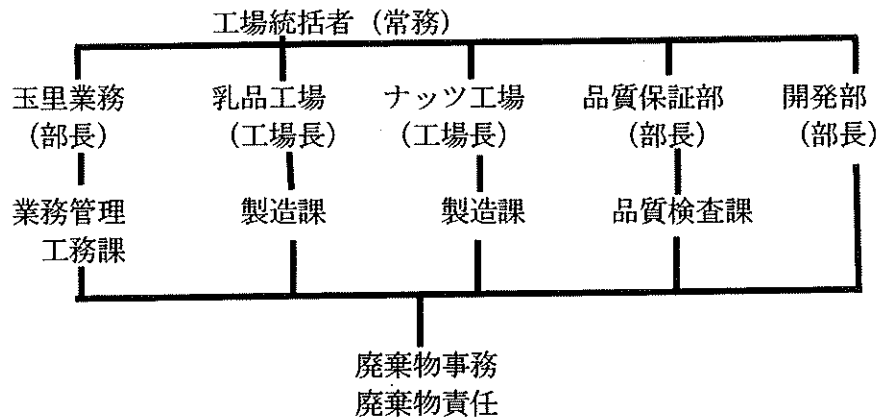 工場統括者（常務）
玉里業務 乳品工場 ナッツ工場 品質保証部 開発部
（部長） （工場長） （工場長） （部長） （部長）
業務管理 製造課 製造課 品質検査課
工務課
廃棄物事務
廃棄物責任